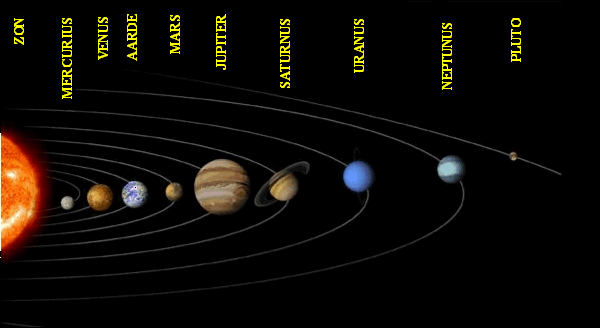 ZON
MERCURIUS
VENUS
AARDE
MARS
JUPITER
SATURNUS
URANUS
NEPTUNUS
PLUTO